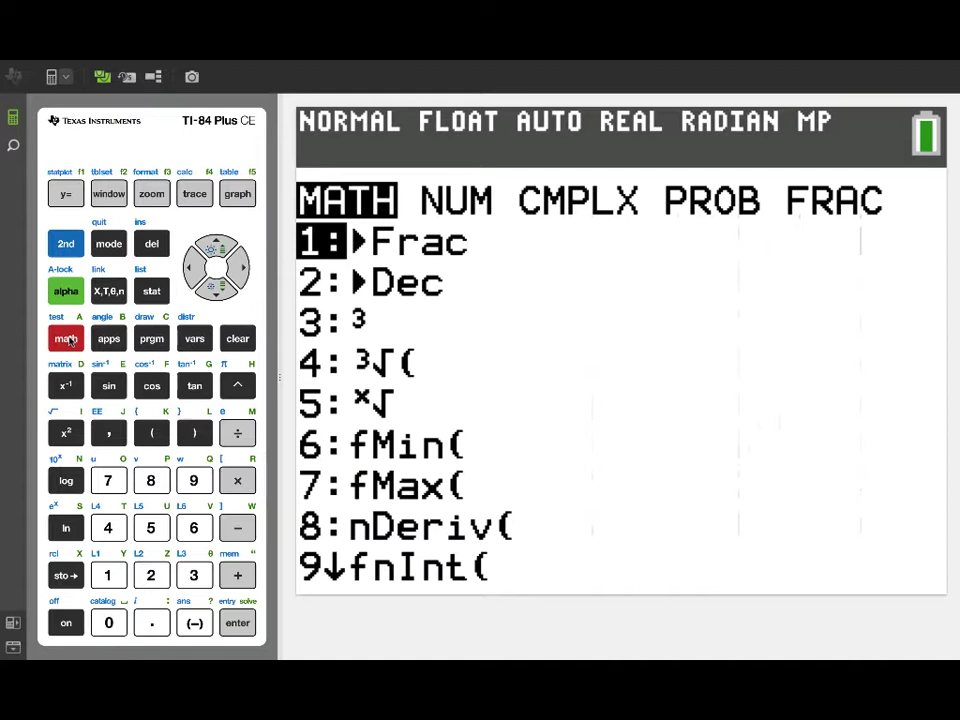 TEXAS INSTRUMENTS TI-84 Plus CE
NORMAL FLOAT AUTO REAL RADIAN MP
MATH NUM CMPLX PROB FRAC
1:▶Frac
2:▶Dec
3:³
4:³√(
5:ˣ√
6:fMin(
7:fMax(
8:nDeriv(
9↓fnInt(
statplot f1 tblset f2 format f3 calc f4 table f5
y= window zoom trace graph
quit ins
2nd mode del
A-lock link list
alpha X,T,θ,n stat
test A angle B draw C distr
math apps prgm vars clear
matrix D sin⁻¹ E cos⁻¹ F tan⁻¹ G π H
x⁻¹ sin cos tan ^
√ I EE J { K } L e M
x² , ( ) ÷
10ˣ N u O v P w Q [ R
log 7 8 9 ×
eˣ S L4 T L5 U L6 V ] W
ln 4 5 6 −
rcl X L1 Y L2 Z L3 θ mem "
sto→ 1 2 3 +
off catalog ⎵ i : ans ? entry solve
on 0 . (−) enter